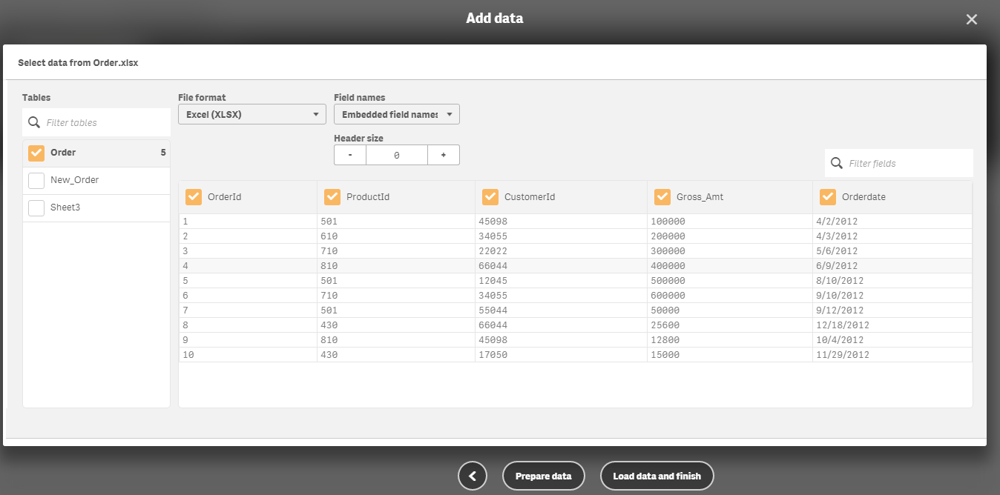 Add data
Select data from Order.xlsx
Tables
Filter tables
Order 5
New_Order
Sheet3
File format
Excel (XLSX)
Field names
Embedded field names
Header size
- 0 +
Filter fields
OrderId ProductId CustomerId Gross_Amt Orderdate
1 501 45098 100000 4/2/2012
2 610 34055 200000 4/3/2012
3 710 22022 300000 5/6/2012
4 810 66044 400000 6/9/2012
5 501 12045 500000 8/10/2012
6 710 34055 600000 9/10/2012
7 501 55044 50000 9/12/2012
8 430 66044 25600 12/18/2012
9 810 45098 12800 10/4/2012
10 430 17050 15000 11/29/2012
Prepare data
Load data and finish